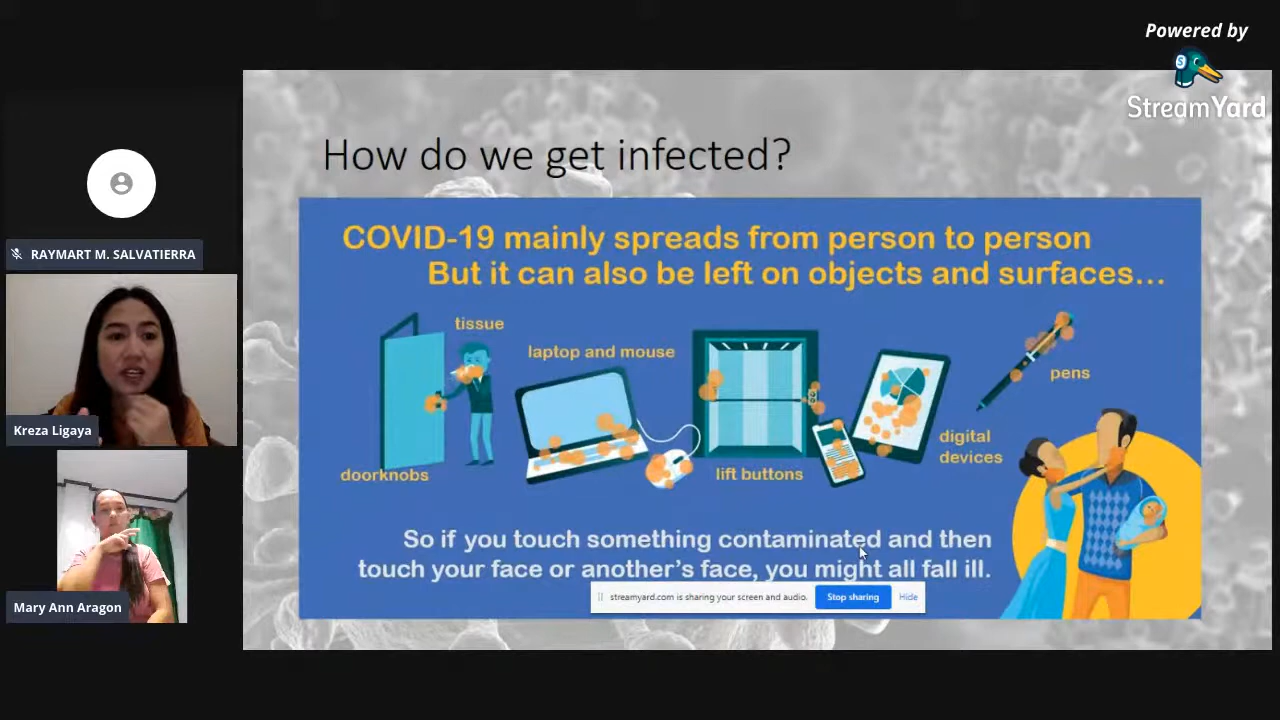 Powered by
StreamYard
How do we get infected?
COVID-19 mainly spreads from person to person
But it can also be left on objects and surfaces...
tissue
laptop and mouse
pens
digital
devices
doorknobs
lift buttons
So if you touch something contaminated and then
touch your face or another's face, you might all fall ill.
streamyard.com is sharing your screen and audio.
Stop sharing
Hide
RAYMART M. SALVATIERRA
Kreza Ligaya
Mary Ann Aragon